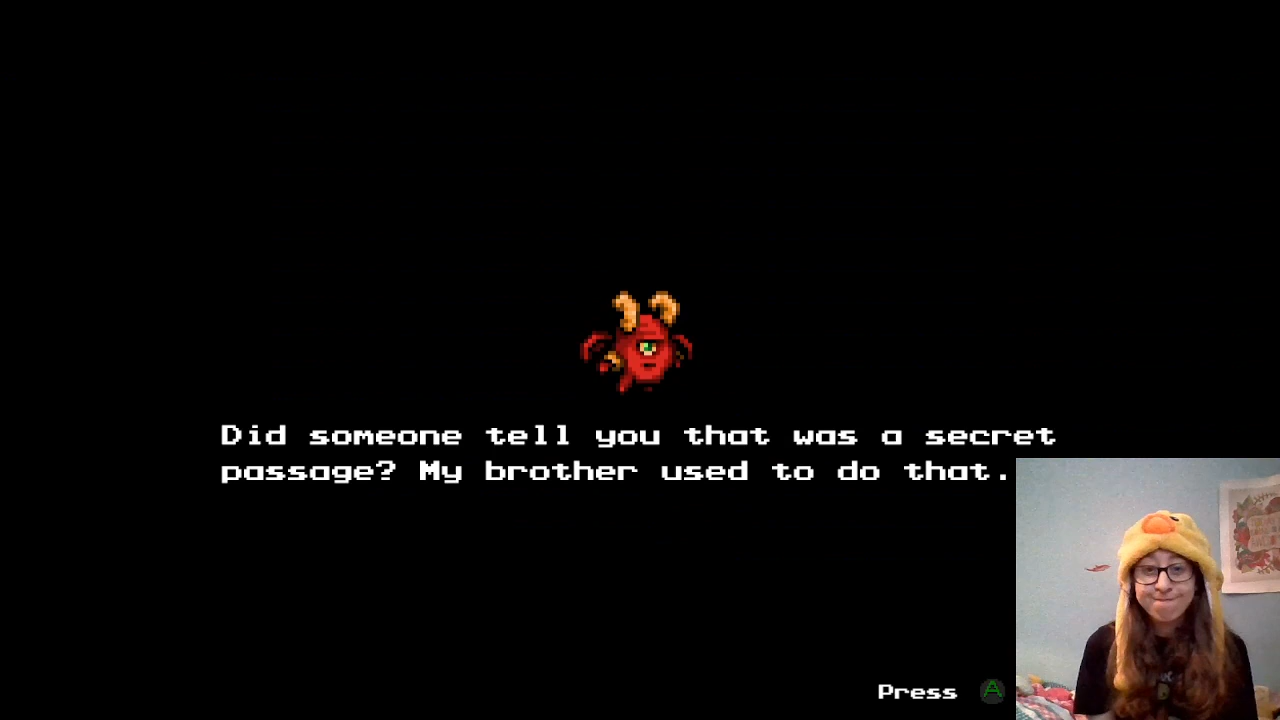 Did someone tell you that was a secret
passage? My brother used to do that.
Press A